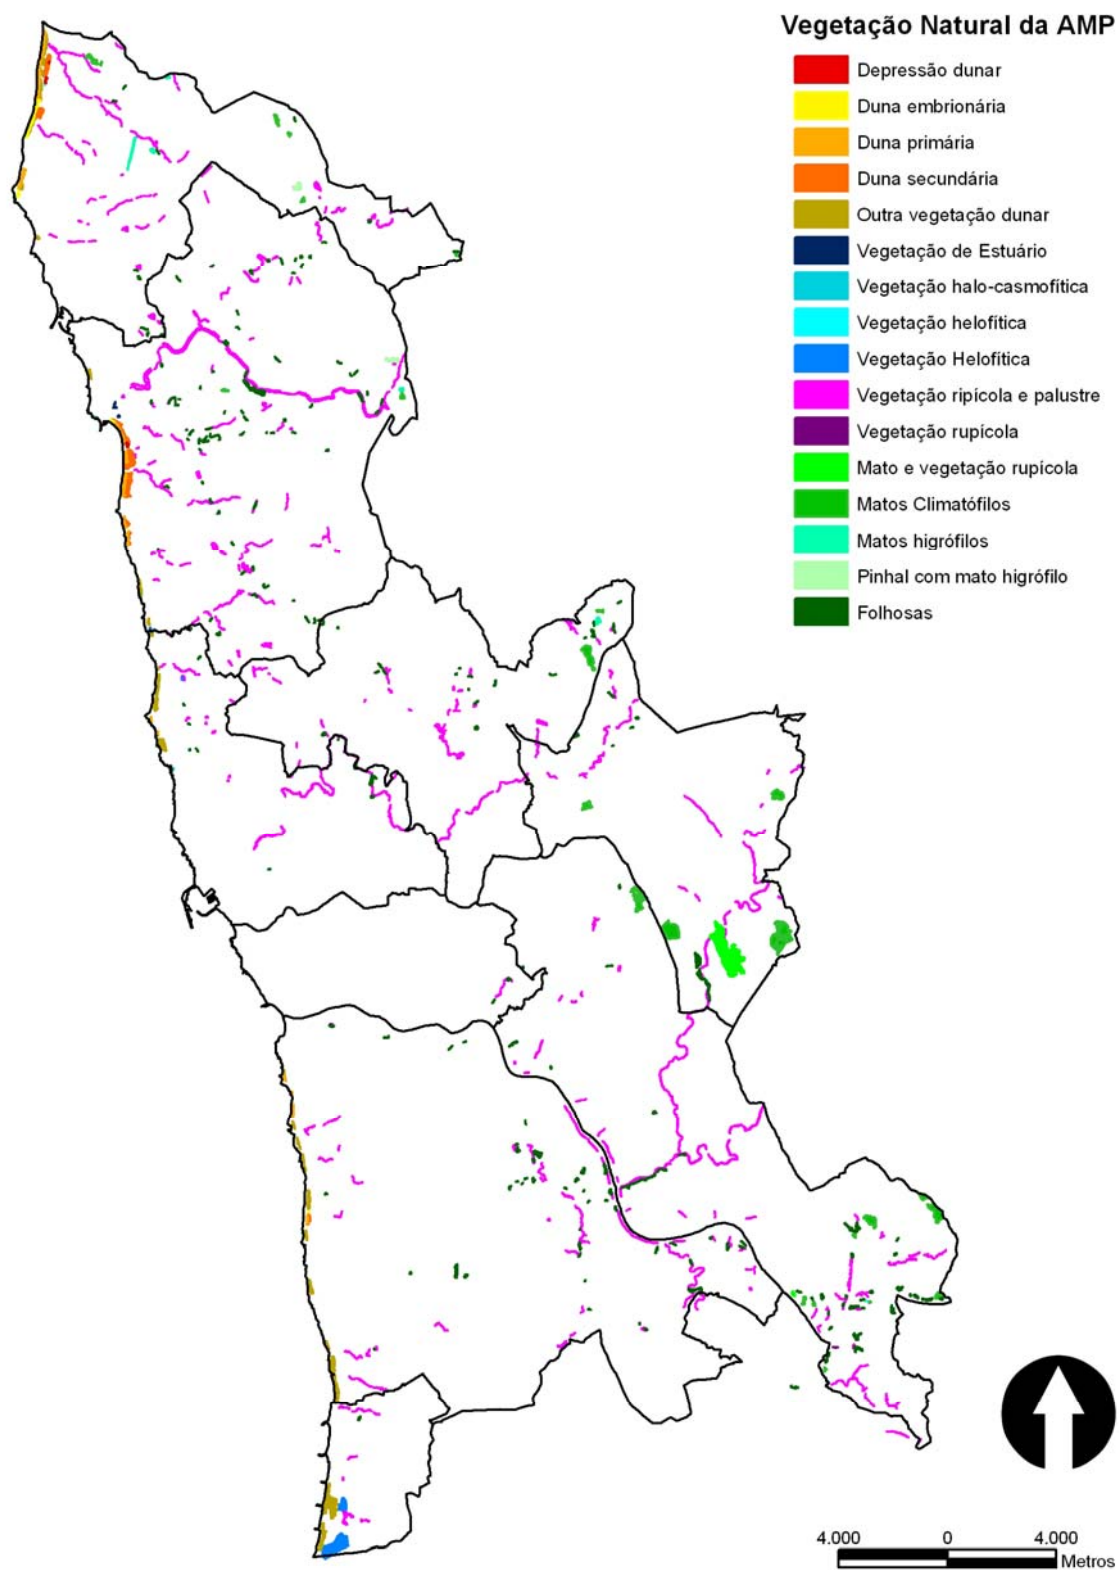 Vegetação Natural da AMP
Depressão dunar
Duna embrionária
Duna primária
Duna secundária
Outra vegetação dunar
Vegetação de Estuário
Vegetação halo-casmofítica
Vegetação helofítica
Vegetação Helofítica
Vegetação ripícola e palustre
Vegetação rupícola
Mato e vegetação rupícola
Matos Climatófilos
Matos higrófilos
Pinhal com mato higrófilo
Folhosas
4.000 0 4.000
Metros